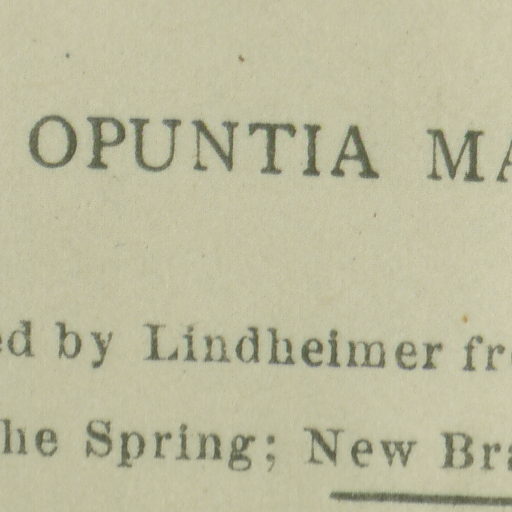 OPUNTIA MA
ed by Lindheimer fr
he Spring; New Bra